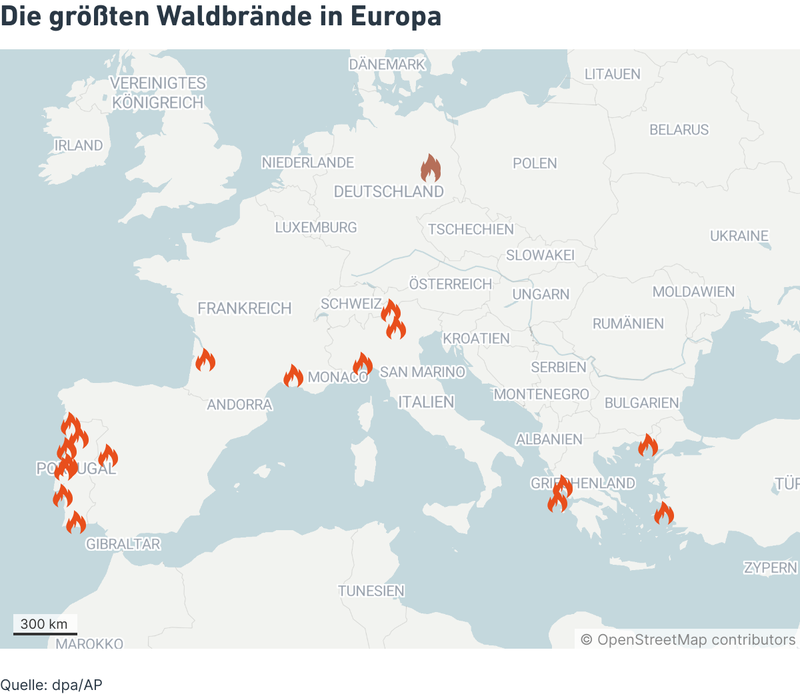 Die größten Waldbrände in Europa
DÄNEMARK
LITAUEN
VEREINIGTES
KÖNIGREICH
BELARUS
IRLAND
NIEDERLANDE
POLEN
DEUTSCHLAND
LUXEMBURG
TSCHECHIEN
UKRAINE
SLOWAKEI
ÖSTERREICH
MOLDAWIEN
UNGARN
SCHWEIZ
FRANKREICH
RUMÄNIEN
KROATIEN
SERBIEN
SAN MARINO
MONACO
MONTENEGRO
ANDORRA
ITALIEN
BULGARIEN
ALBANIEN
PORTUGAL
GRIECHENLAND
TÜR
GIBRALTAR
ZYPERN
TUNESIEN
300 km
MAROKKO
© OpenStreetMap contributors
Quelle: dpa/AP